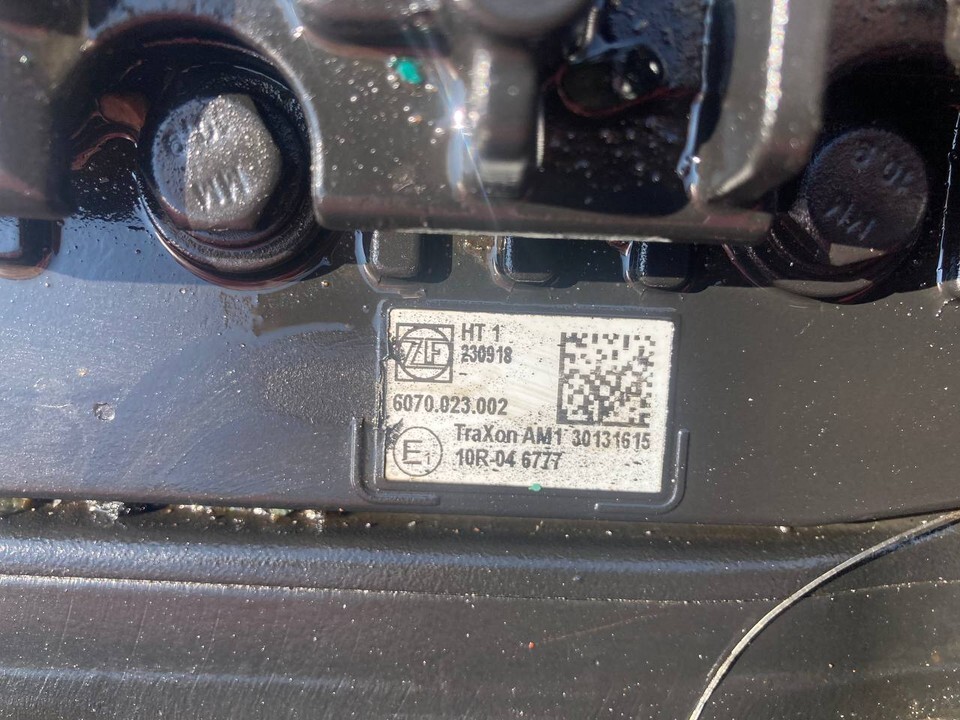 ZF
HT 1
230918
6070.023.002
TraXon AM1 30131615
E1
10R-04 6777